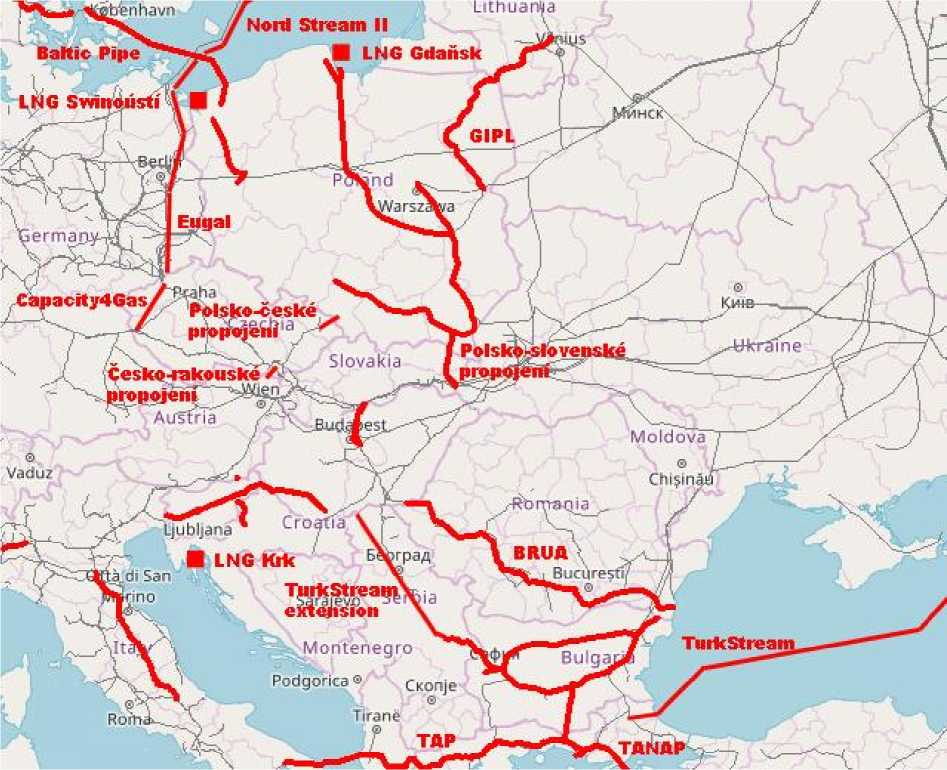 København
Lithuania
Nord Stream II
Vilnius
Baltic Pipe
LNG Gdaňsk
LNG Swinoústí
Минск
GIPL
Berlin
Poland
Warszawa
Eugal
Germany
Praha
Capacity4Gas
Київ
Polsko-české
propojení
Czechia
Ukraine
Polsko-slovenské
propojení
Slovakia
Česko-rakouské
propojení
Wien
Austria
Budapest
Moldova
Vaduz
Chișinău
Romania
Ljubljana
Croatia
BRUA
Београд
LNG Krk
București
Città di San
Marino
TurkStream
extension
Sarajevo
Serbia
TurkStream
Italy
Montenegro
София
Bulgaria
Podgorica
Скопје
Roma
Tiranë
TAP
TANAP